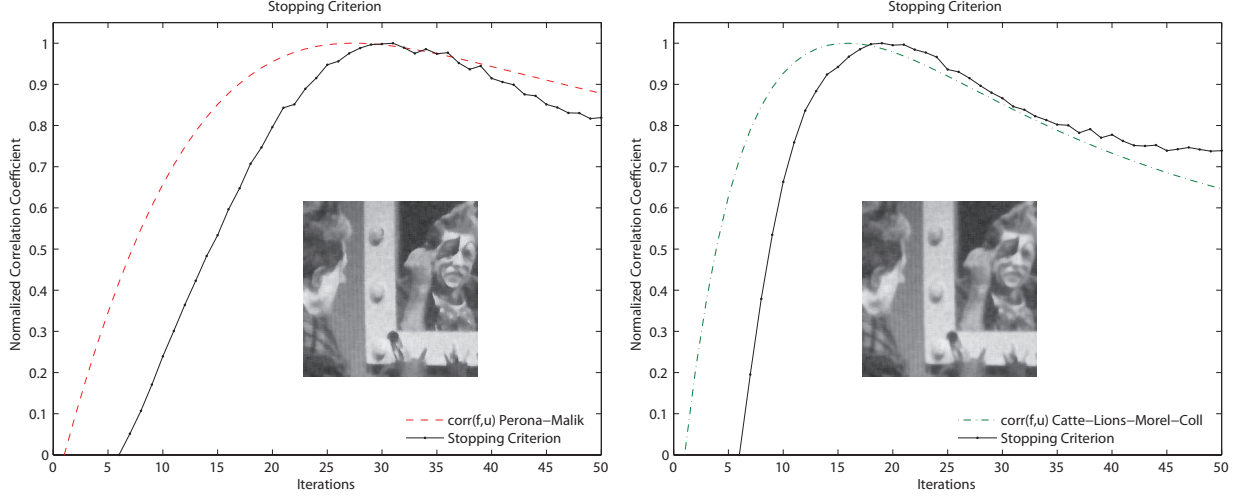 Stopping Criterion
Normalized Correlation Coefficient
1
0.9
0.8
0.7
0.6
0.5
0.4
0.3
0.2
0.1
0
0 5 10 15 20 25 30 35 40 45 50
Iterations
corr(f,u) Perona−Malik
Stopping Criterion
Stopping Criterion
Normalized Correlation Coefficient
1
0.9
0.8
0.7
0.6
0.5
0.4
0.3
0.2
0.1
0
0 5 10 15 20 25 30 35 40 45 50
Iterations
corr(f,u) Catte−Lions−Morel−Coll
Stopping Criterion